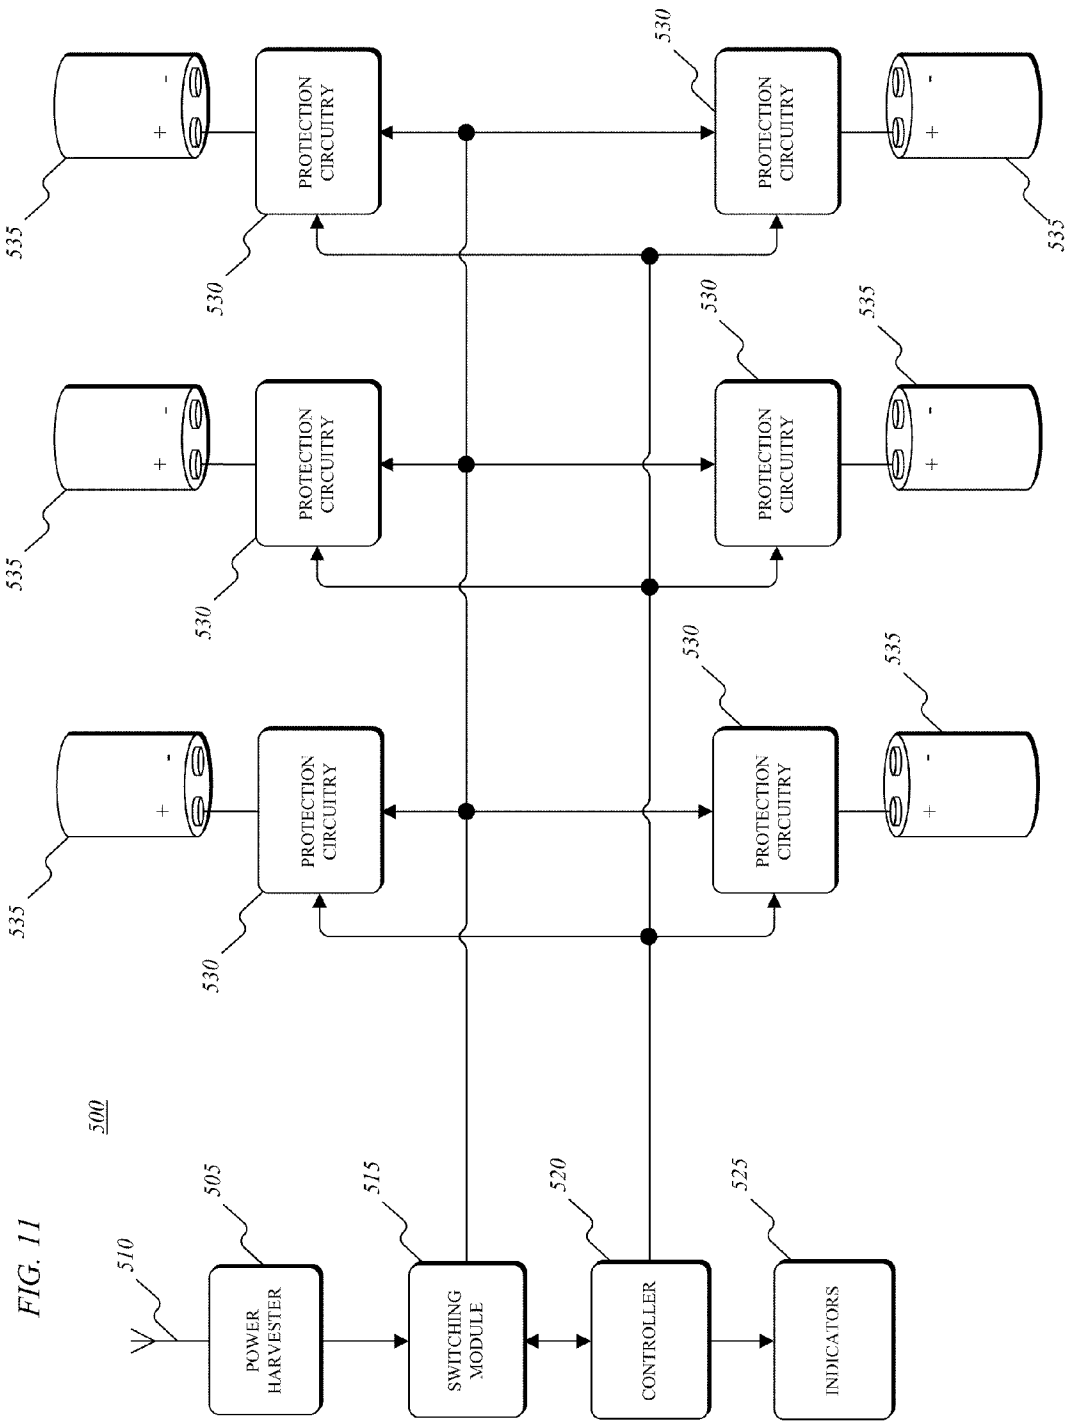 FIG. 11
500
510
505
POWER
HARVESTER
515
SWITCHING
MODULE
520
CONTROLLER
525
INDICATORS
535
+ -
530
PROTECTION
CIRCUITRY
535
+ -
530
PROTECTION
CIRCUITRY
535
+ -
530
PROTECTION
CIRCUITRY
530
PROTECTION
CIRCUITRY
535
+ -
530
PROTECTION
CIRCUITRY
535
+ -
530
PROTECTION
CIRCUITRY
535
+ -